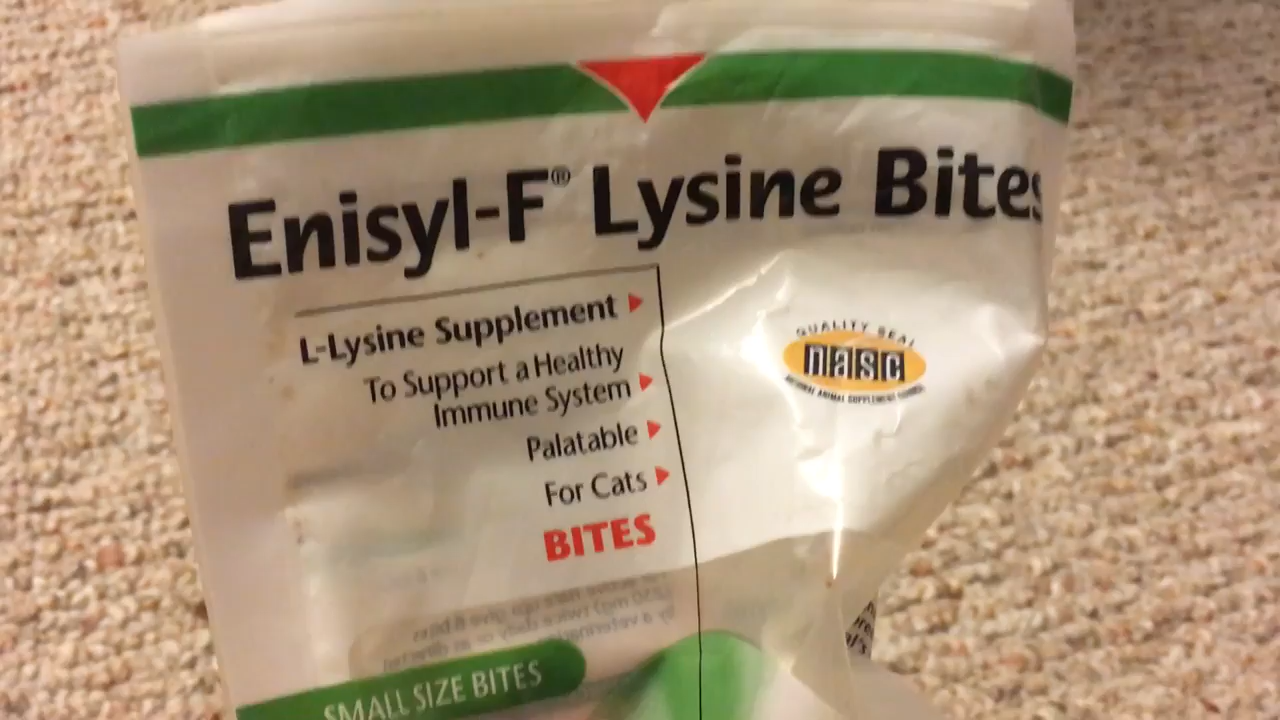 Enisyl-F® Lysine Bites
L-Lysine Supplement
To Support a Healthy
Immune System
Palatable
For Cats
BITES
QUALITY SEAL
nasc
NATIONAL ANIMAL SUPPLEMENT COUNCIL
SMALL SIZE BITES